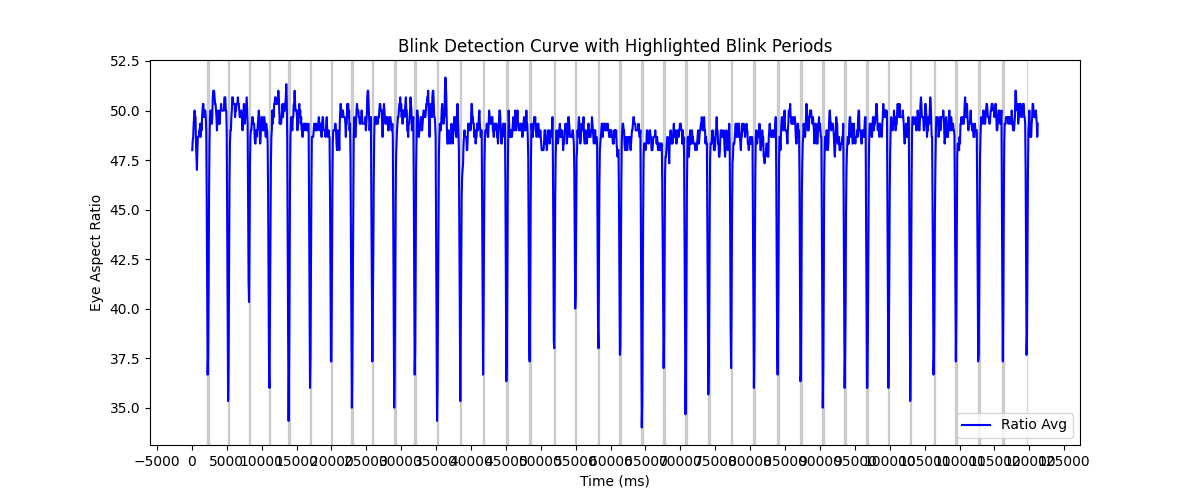 Blink Detection Curve with Highlighted Blink Periods
52.5
50.0
47.5
45.0
42.5
40.0
37.5
35.0
Eye Aspect Ratio
Ratio Avg
−5000 0 5000 10000 15000 20000 25000 30000 35000 40000 45000 50000 55000 60000 65000 70000 75000 80000 85000 90000 95000 100000 105000 110000 115000 120000 125000
Time (ms)